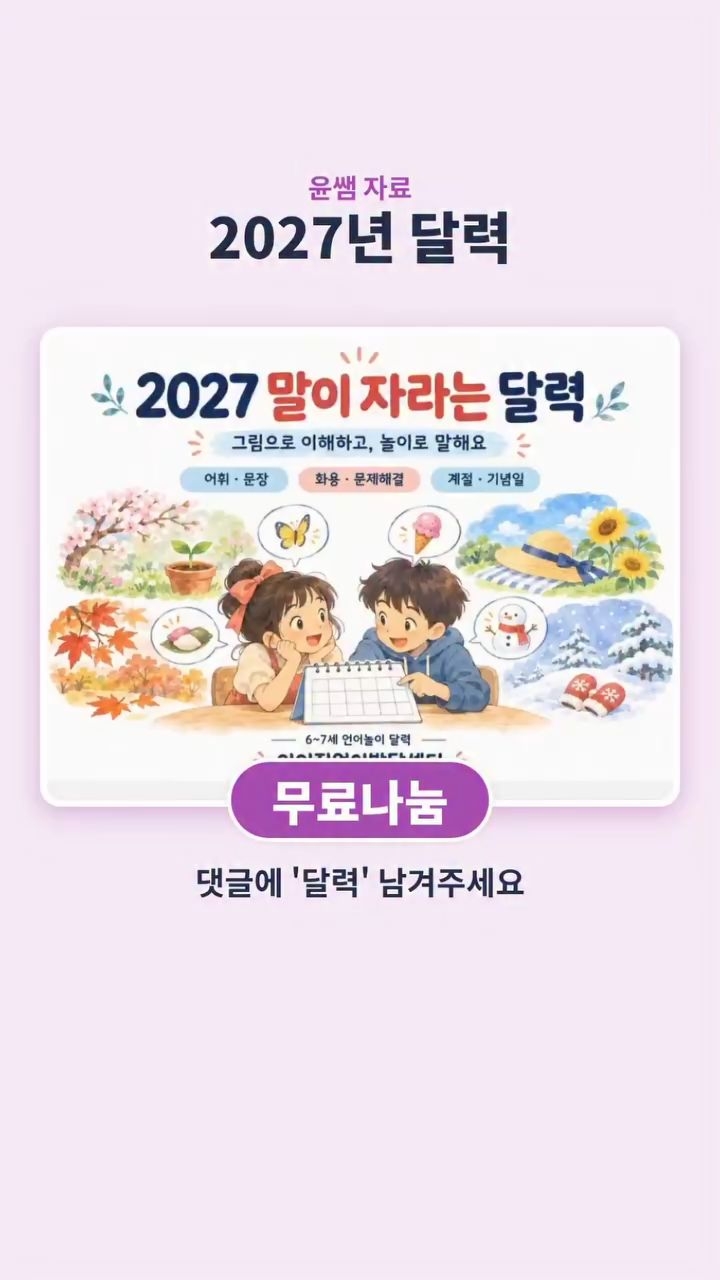 윤쌤 자료
2027년 달력
2027 말이 자라는 달력
그림으로 이해하고, 놀이로 말해요
어휘 · 문장
화용 · 문제해결
계절 · 기념일
6~7세 언어놀이 달력
무료나눔
댓글에 '달력' 남겨주세요